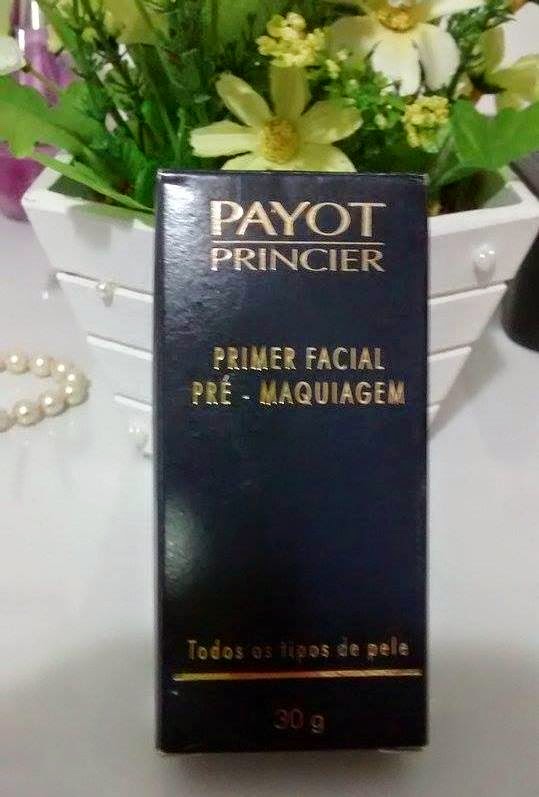 PAYOT
PRINCIER
PRIMER FACIAL
PRÉ - MAQUIAGEM
Todos os tipos de pele
30 g